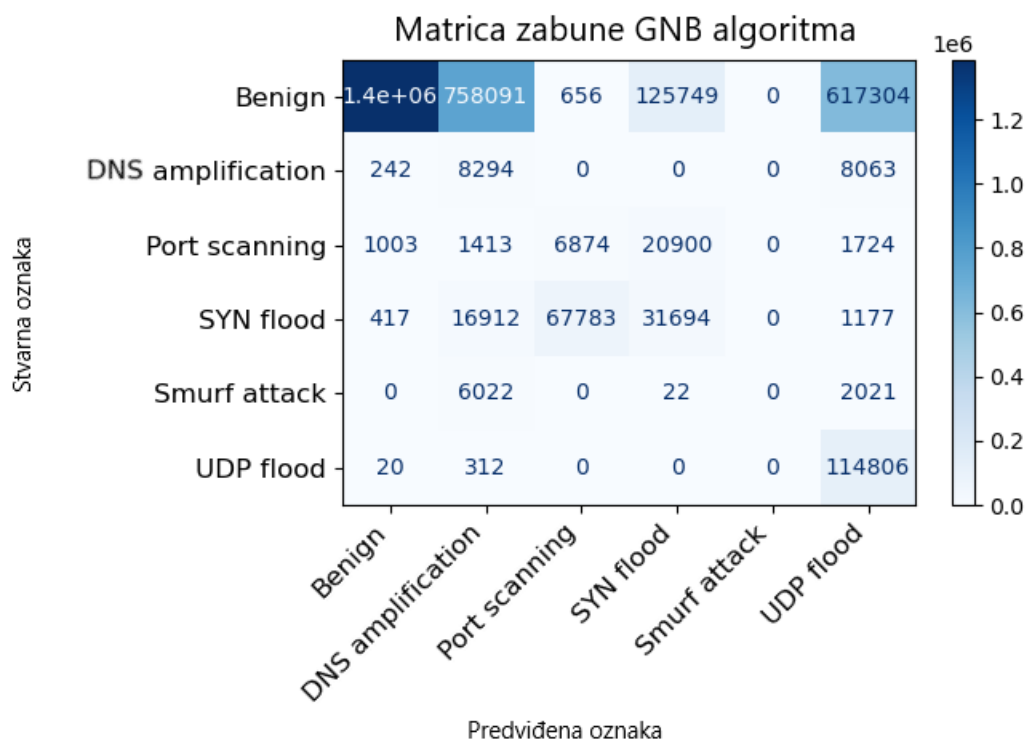 Matrica zabune GNB algoritma
1e6
Benign 1.4e+06 758091 656 125749 0 617304
DNS amplification 242 8294 0 0 0 8063
Port scanning 1003 1413 6874 20900 0 1724
SYN flood 417 16912 67783 31694 0 1177
Smurf attack 0 6022 0 22 0 2021
UDP flood 20 312 0 0 0 114806
Stvarna oznaka
1.2
1.0
0.8
0.6
0.4
0.2
0.0
Benign
DNS amplification
Port scanning
SYN flood
Smurf attack
UDP flood
Predviđena oznaka